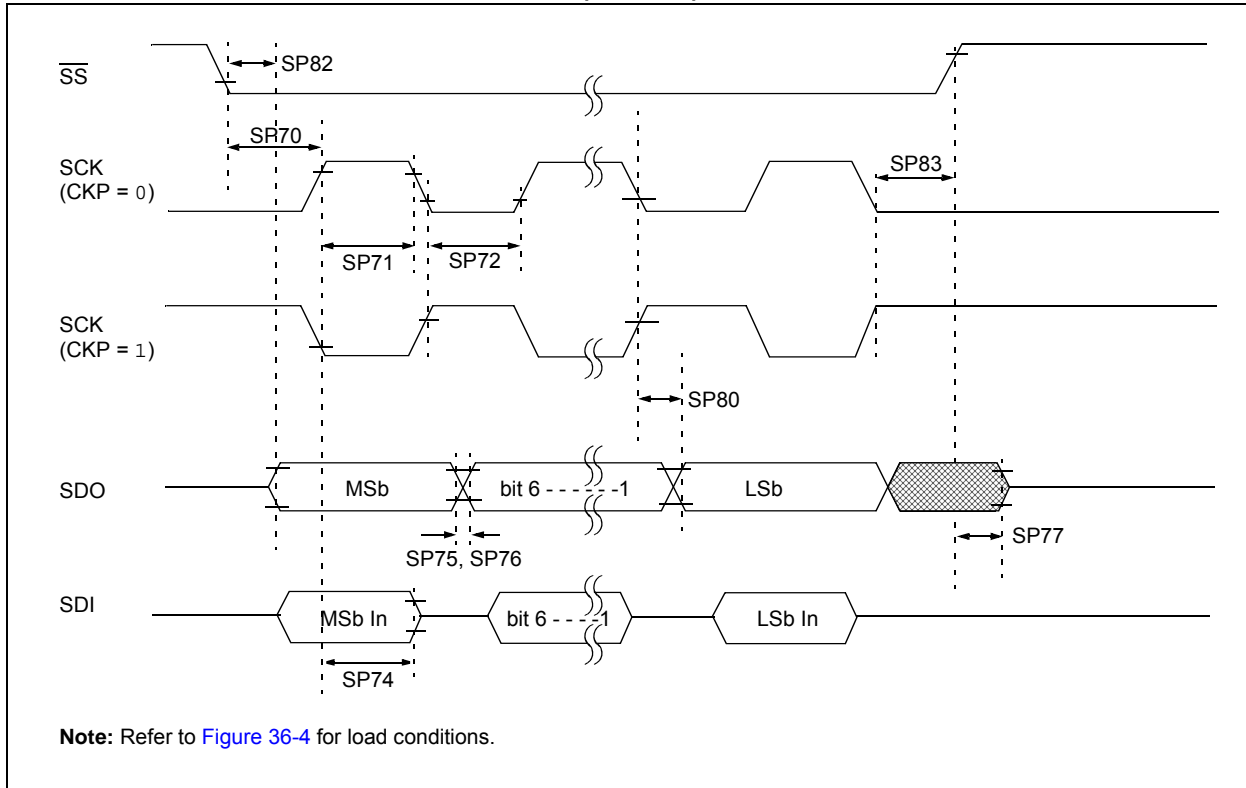 SS
SP82
SP70
SCK
(CKP = 0)
SP83
SP71
SP72
SCK
(CKP = 1)
SP80
SDO
MSb
bit 6 - - - - - -1
LSb
SP77
SP75, SP76
SDI
MSb In
bit 6 - - - -1
LSb In
SP74
Note: Refer to Figure 36-4 for load conditions.